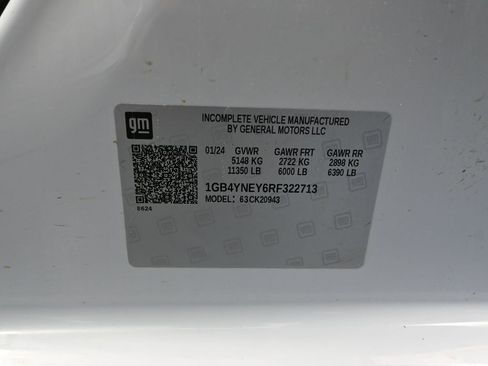 gm
INCOMPLETE VEHICLE MANUFACTURED
BY GENERAL MOTORS LLC
01/24 GVWR GAWR FRT GAWR RR
5148 KG 2722 KG 2898 KG
11350 LB 6000 LB 6390 LB
1GB4YNEY6RF322713
MODEL: 63CK20943
8624